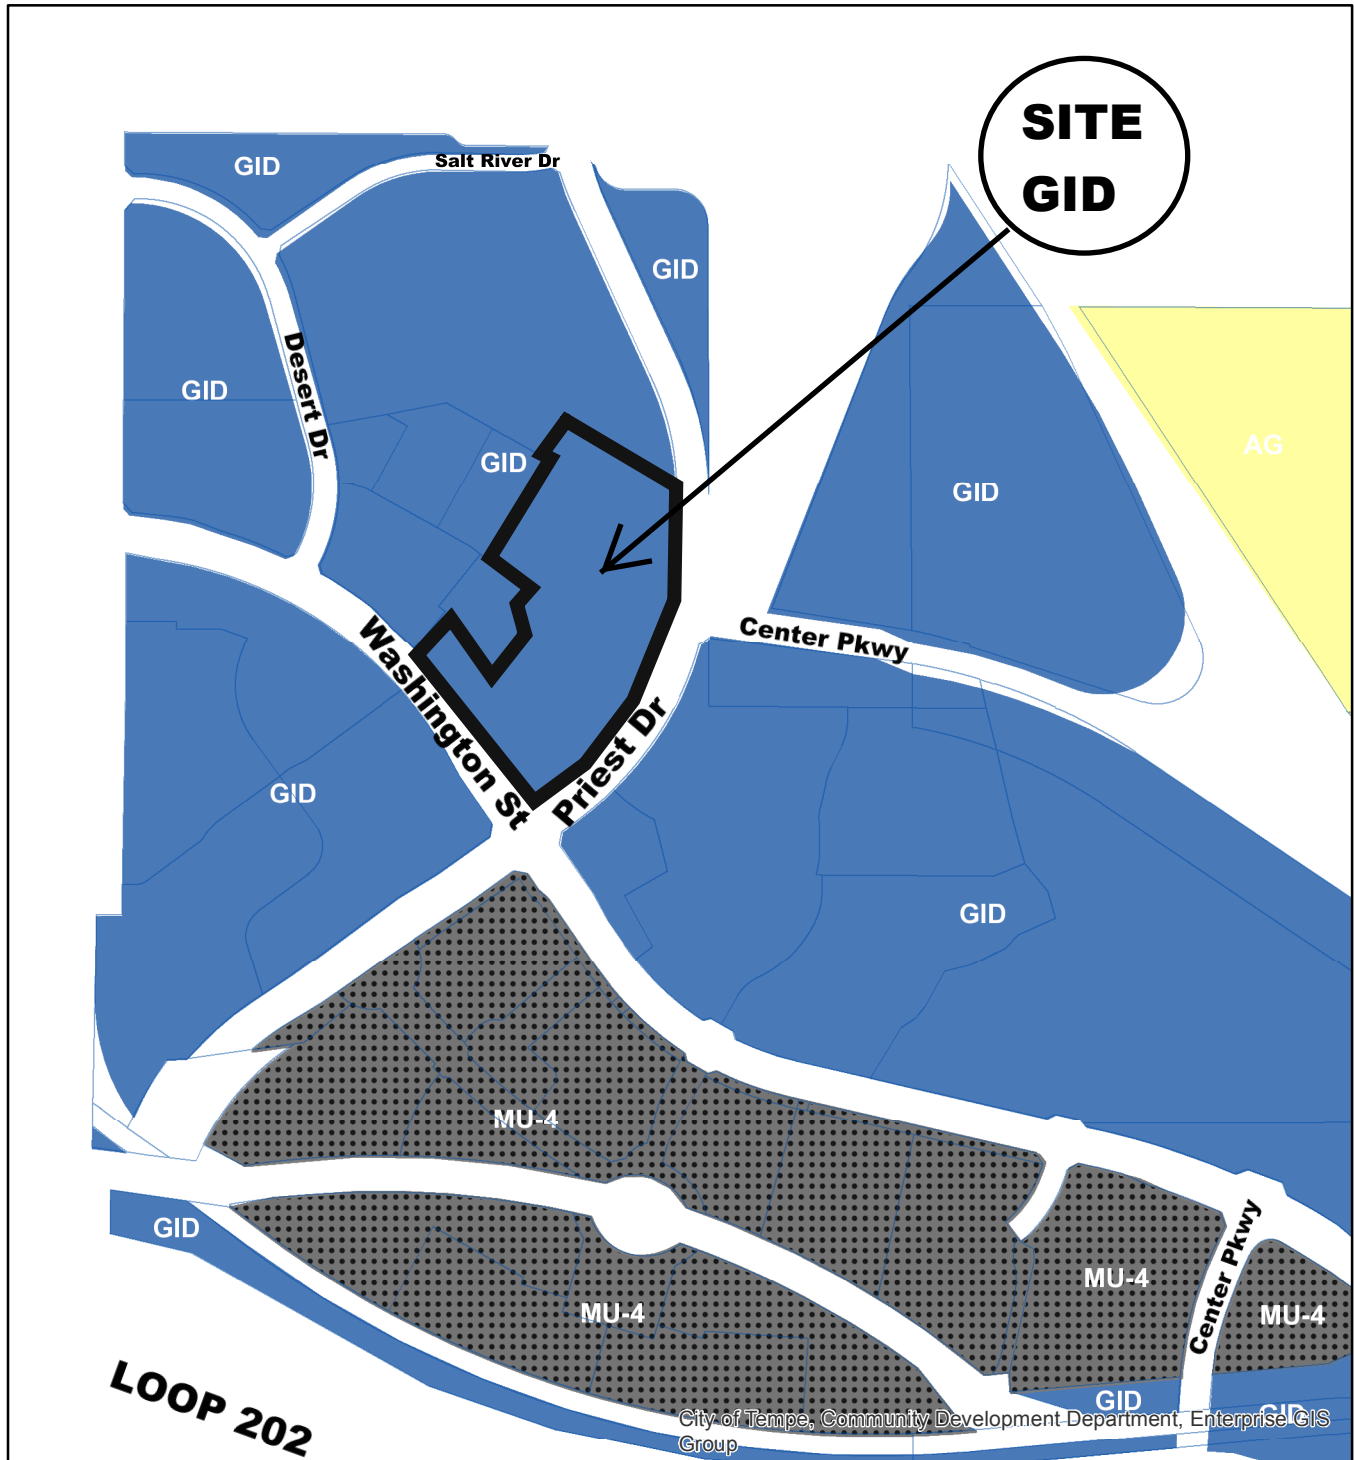 SITE
GID
GID
Salt River Dr
GID
Desert Dr
GID
AG
GID
GID
Washington St
Center Pkwy
Priest Dr
GID
GID
MU-4
GID
MU-4
MU-4
MU-4
Center Pkwy
LOOP 202
GID
GID
City of Tempe, Community Development Department, Enterprise GIS
Group